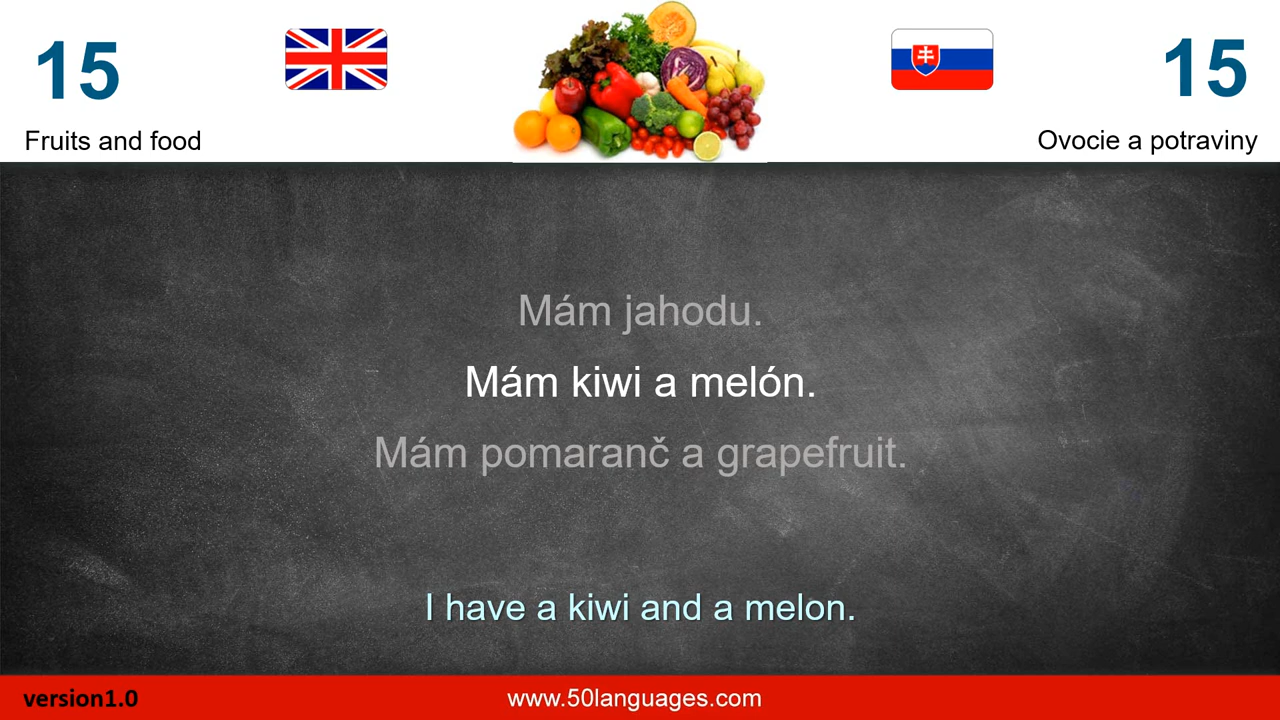 15
15
Fruits and food
Ovocie a potraviny
Mám jahodu.
Mám kiwi a melón.
Mám pomaranč a grapefruit.
I have a kiwi and a melon.
version1.0
www.50languages.com